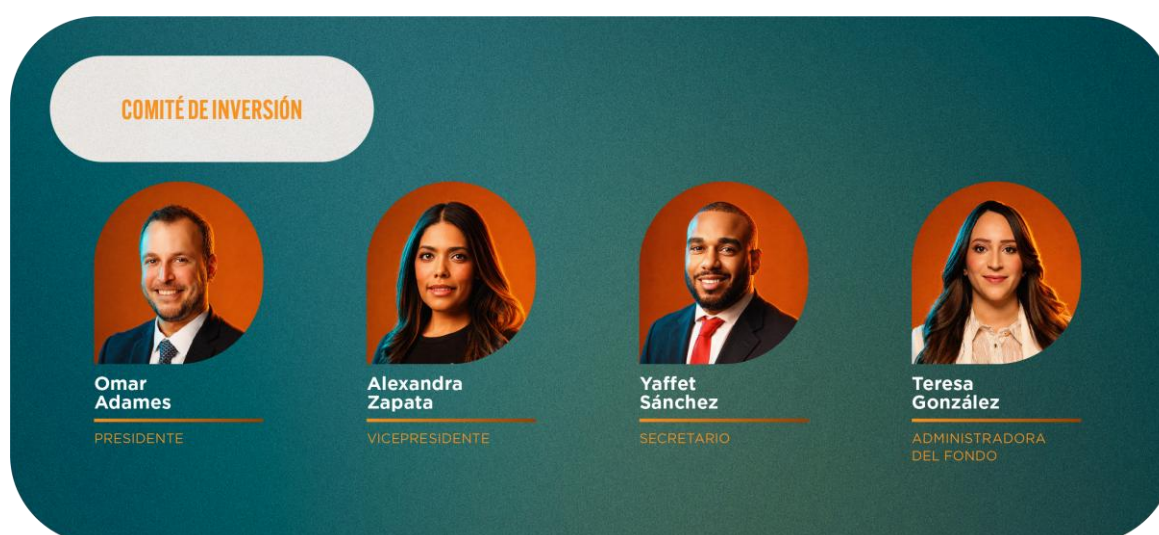 COMITÉ DE INVERSIÓN
Omar
Adames
PRESIDENTE
Alexandra
Zapata
VICEPRESIDENTE
Yaffet
Sánchez
SECRETARIO
Teresa
González
ADMINISTRADORA
DEL FONDO